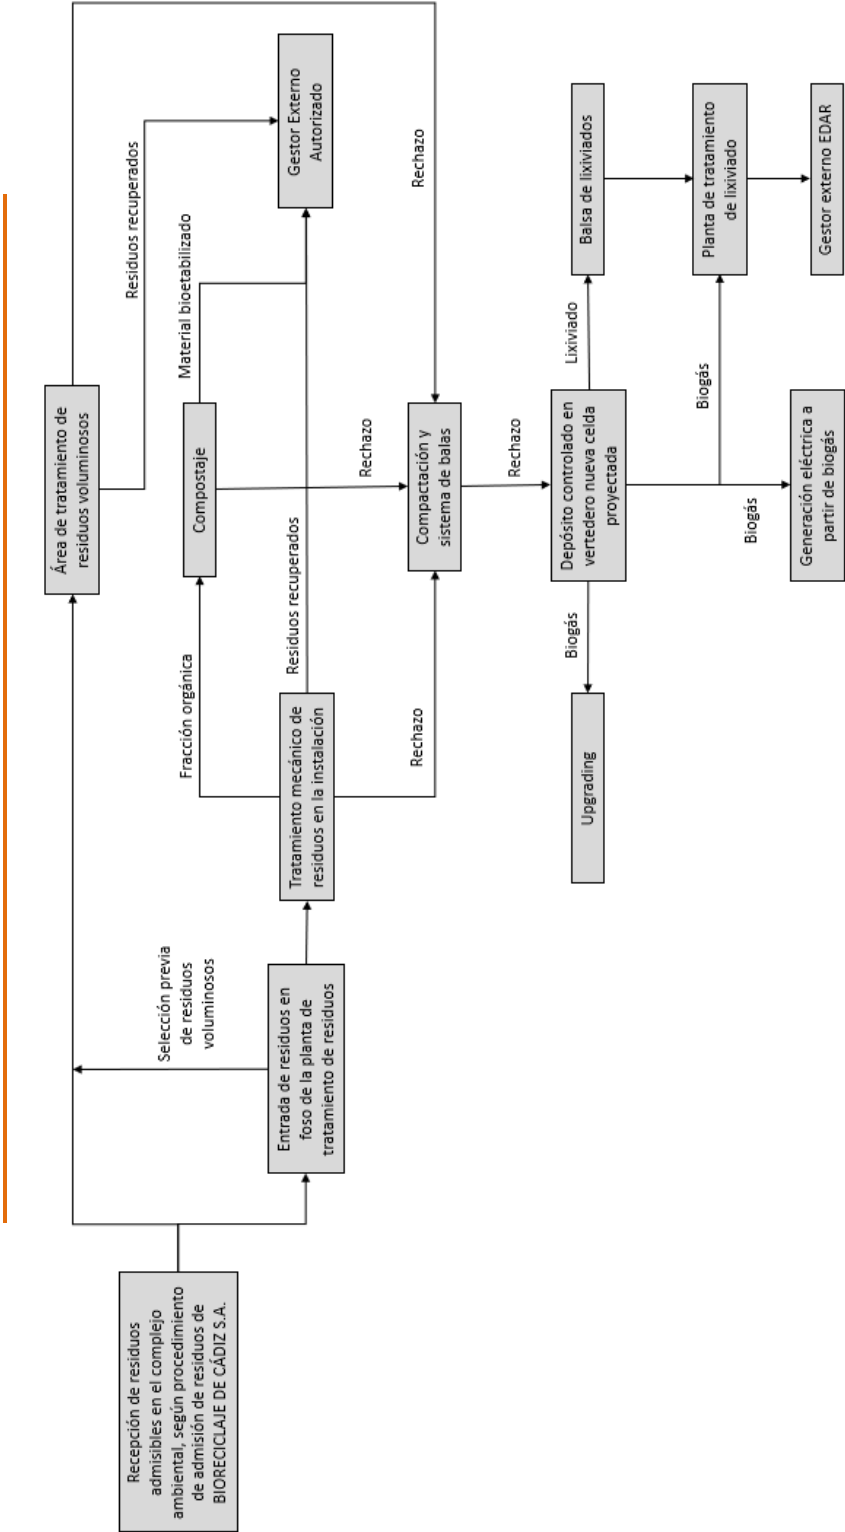 Recepción de residuos
admisibles en el complejo
ambiental, según procedimiento
de admisión de residuos de
BIORECICLAJE DE CÁDIZ S.A.
Selección previa
de residuos
voluminosos
Entrada de residuos en
foso de la planta de
tratamiento de residuos
Fracción orgánica
Tratamiento mecánico de
residuos en la instalación
Rechazo
Residuos recuperados
Área de tratamiento de
residuos voluminosos
Residuos recuperados
Compostaje
Material bioetabilizado
Gestor Externo
Autorizado
Rechazo
Rechazo
Compactación y
sistema de balas
Rechazo
Depósito controlado en
vertedero nueva celda
proyectada
Biogás
Upgrading
Lixiviado
Balsa de lixiviados
Biogás
Planta de tratamiento
de lixiviado
Biogás
Generación eléctrica a
partir de biogás
Gestor externo EDAR